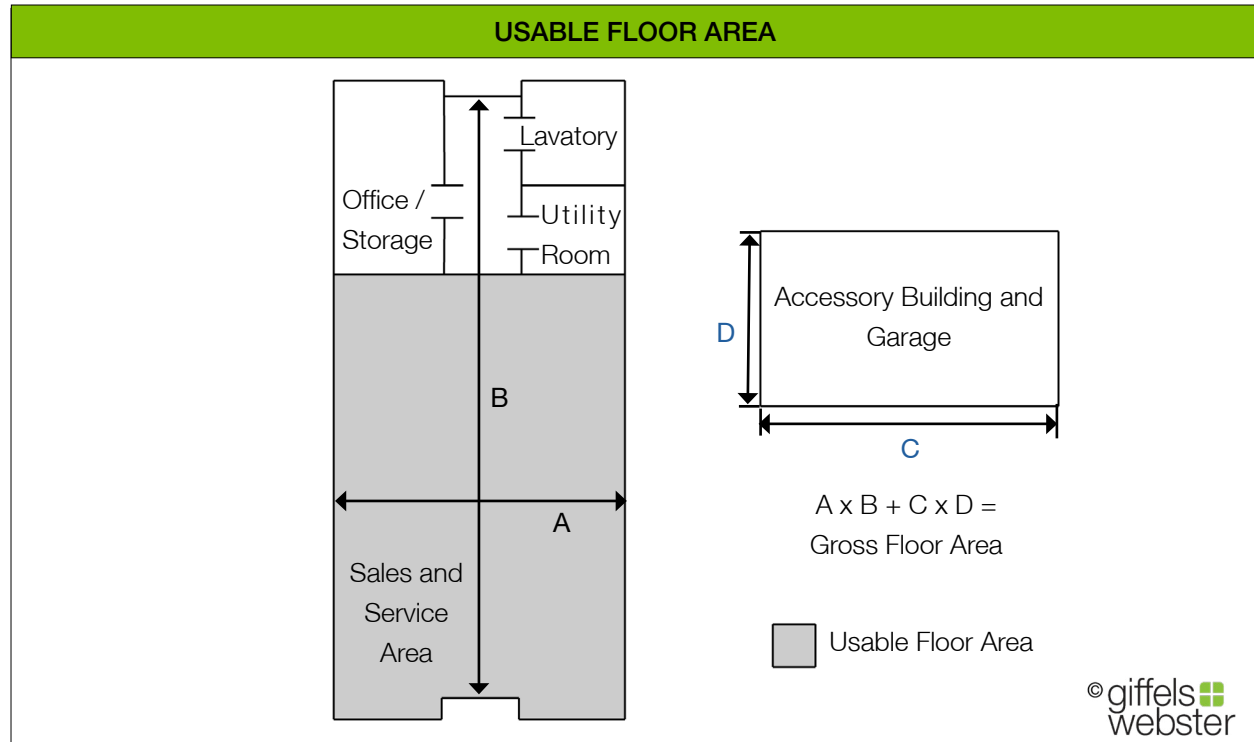 USABLE FLOOR AREA
Lavatory
Office /
Storage
Utility
Room
B
A
Sales and
Service
Area
Accessory Building and
Garage
D
C
A x B + C x D =
Gross Floor Area
Usable Floor Area
© giffels
webster